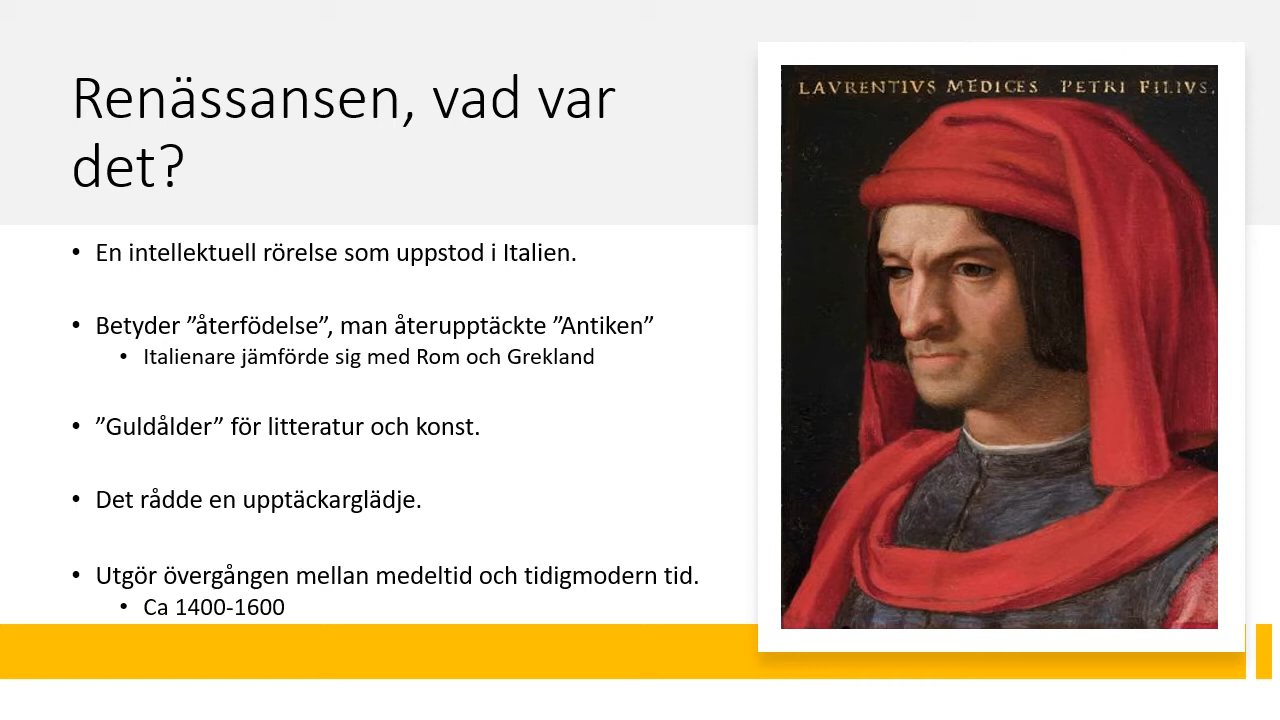 Renässansen, vad var
det?
• En intellektuell rörelse som uppstod i Italien.
• Betyder ”återfödelse”, man återupptäckte ”Antiken”
• Italienare jämförde sig med Rom och Grekland
• ”Guldålder” för litteratur och konst.
• Det rådde en upptäckarglädje.
• Utgör övergången mellan medeltid och tidigmodern tid.
• Ca 1400-1600
LAVRENTIVS MEDICES PETRI FILIVS.